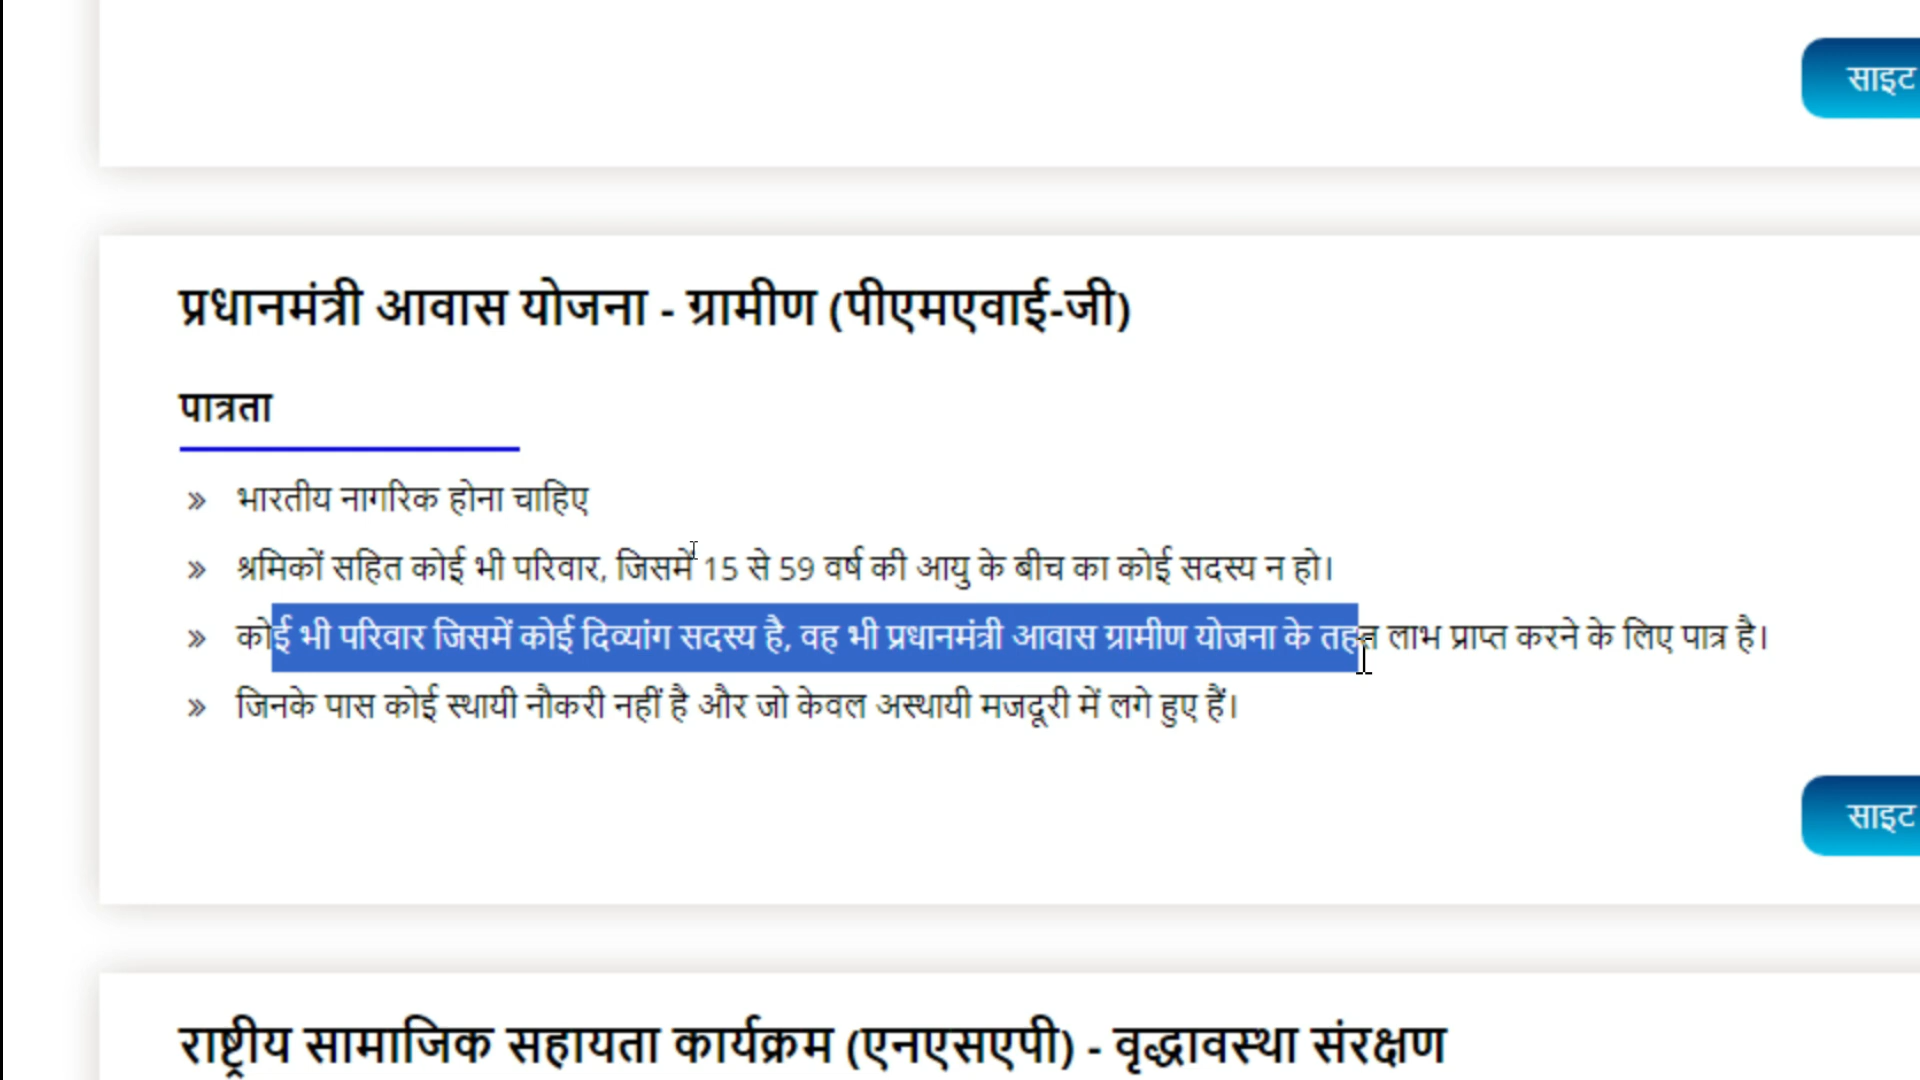 साइट
प्रधानमंत्री आवास योजना - ग्रामीण (पीएमएवाई-जी)
पात्रता
» भारतीय नागरिक होना चाहिए
» श्रमिकों सहित कोई भी परिवार, जिसमें 15 से 59 वर्ष की आयु के बीच का कोई सदस्य न हो।
» कोई भी परिवार जिसमें कोई दिव्यांग सदस्य है, वह भी प्रधानमंत्री आवास ग्रामीण योजना के तहत लाभ प्राप्त करने के लिए पात्र है।
» जिनके पास कोई स्थायी नौकरी नहीं है और जो केवल अस्थायी मजदूरी में लगे हुए हैं।
साइट
राष्ट्रीय सामाजिक सहायता कार्यक्रम (एनएसएपी) - वृद्धावस्था संरक्षण